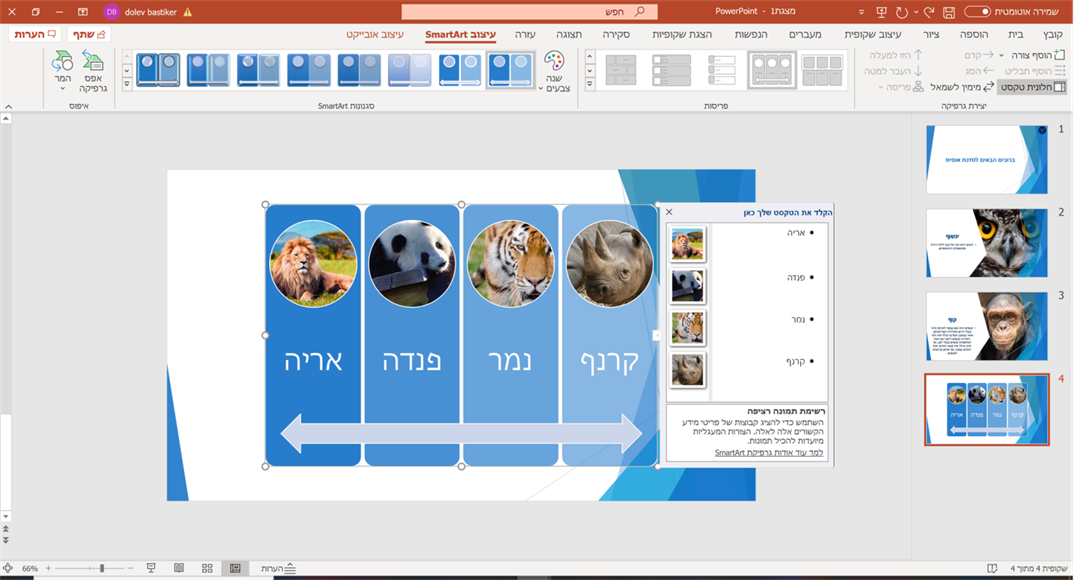 שמירה אוטומטית
מצגת1 - PowerPoint
חפש
dolev bastiker
DB
קובץ
בית
הוספה
ציור
עיצוב שקופית
מעברים
הנפשות
הצגת שקופיות
סקירה
תצוגה
עזרה
עיצוב SmartArt
עיצוב אובייקט
שתף
הערות
הוסף צורה
קדם
הזז למעלה
הוסף תבליט
הסג
העבר למטה
חלונית טקסט
מימין לשמאל
פריסה
יצירת גרפיקה
פריסות
שנה צבעים
סגנונות SmartArt
אפס גרפיקה
המר
איפוס
1
ברוכים הבאים לסדנת אופיס
2
ינשוף
3
קוף
4
אריה
פנדה
נמר
קרנף
אריה
פנדה
נמר
קרנף
הקלד את הטקסט שלך כאן
אריה
פנדה
נמר
קרנף
רשימת תמונה רציפה
השתמש כדי להציג קבוצות של פריטי מידע
הקשורים אלה לאלה. הצורות המעגליות
מיועדות להכיל תמונות.
למד עוד אודות גרפיקת SmartArt
שקופית 4 מתוך 4
הערות
66%